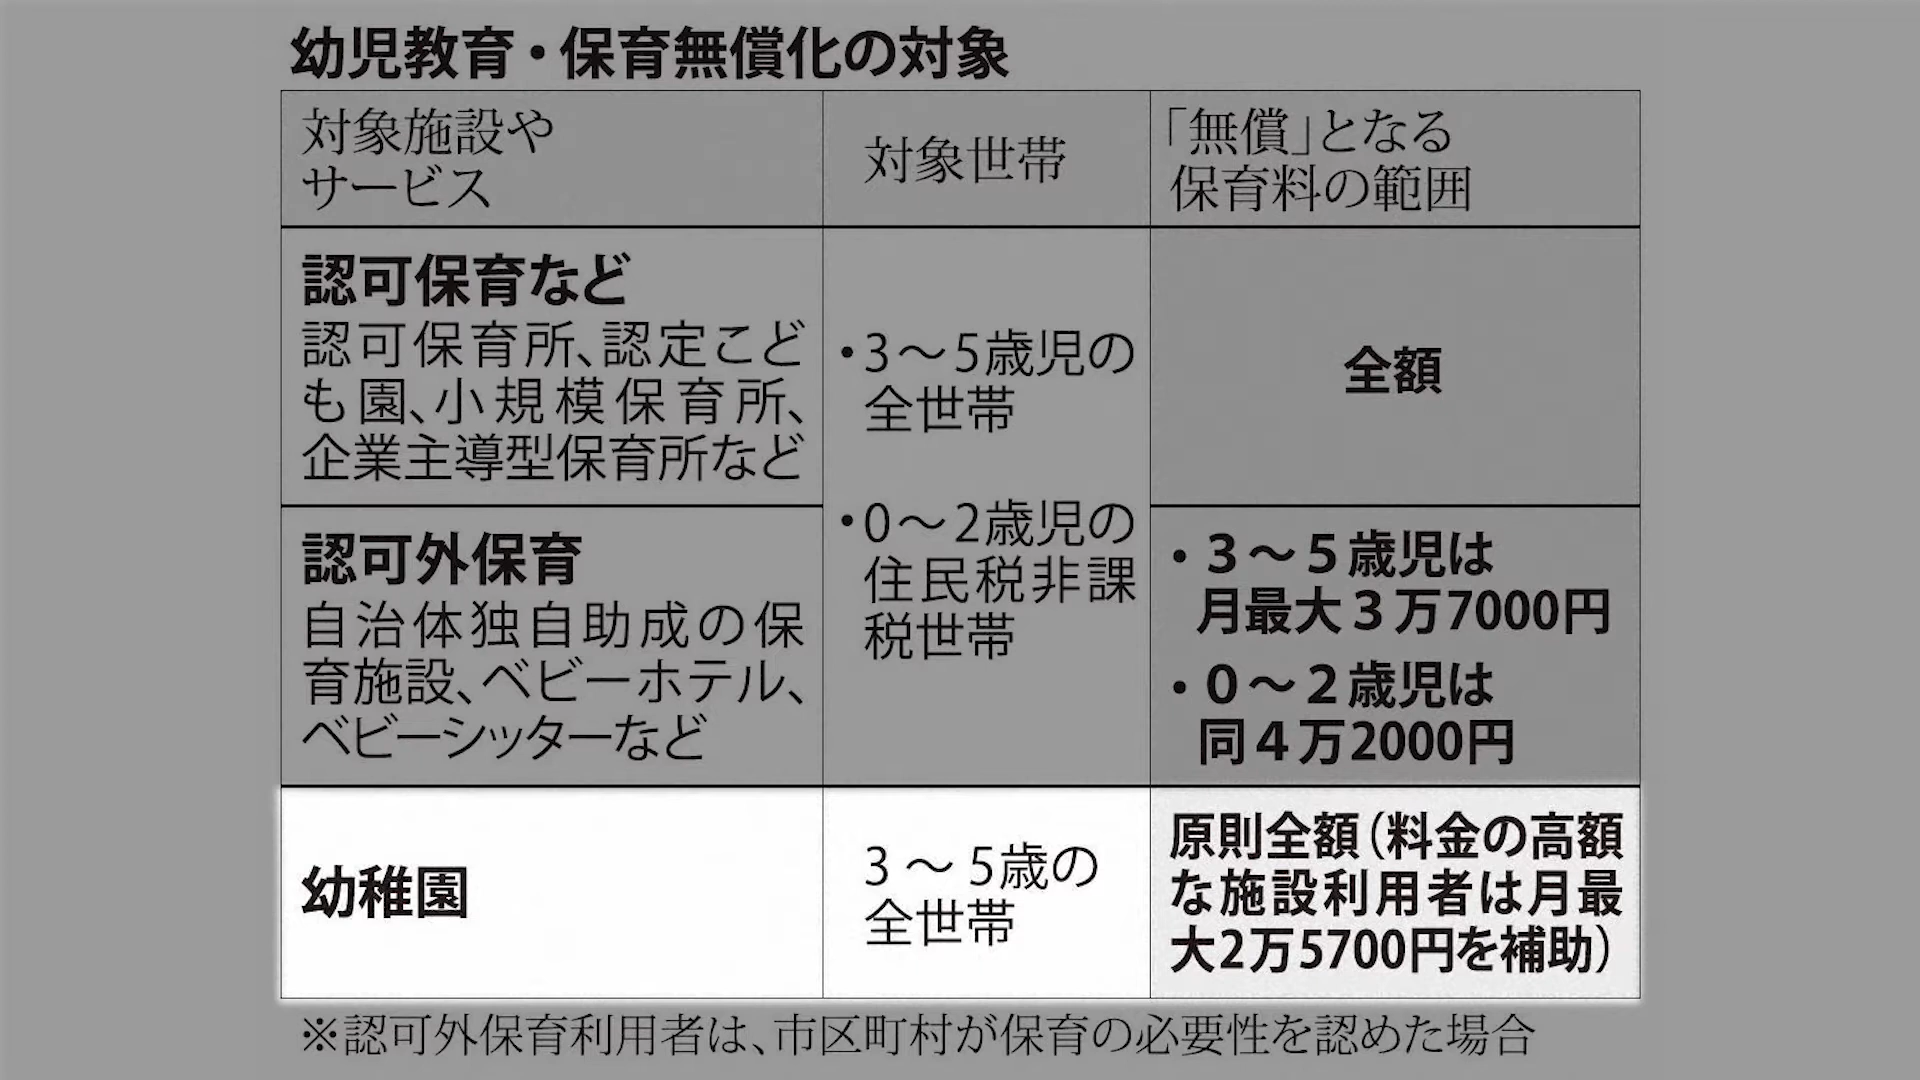 幼児教育・保育無償化の対象
対象施設や
サービス
対象世帯
「無償」となる
保育料の範囲
認可保育など
認可保育所、認定こど
も園、小規模保育所、
企業主導型保育所など
・3〜5歳児の
全世帯
・0〜2歳児の
住民税非課
税世帯
全額
認可外保育
自治体独自助成の保
育施設、ベビーホテル、
ベビーシッターなど
・3〜5歳児は
月最大3万7000円
・0〜2歳児は
同4万2000円
幼稚園
3〜5歳の
全世帯
原則全額(料金の高額
な施設利用者は月最
大2万5700円を補助)
※認可外保育利用者は、市区町村が保育の必要性を認めた場合